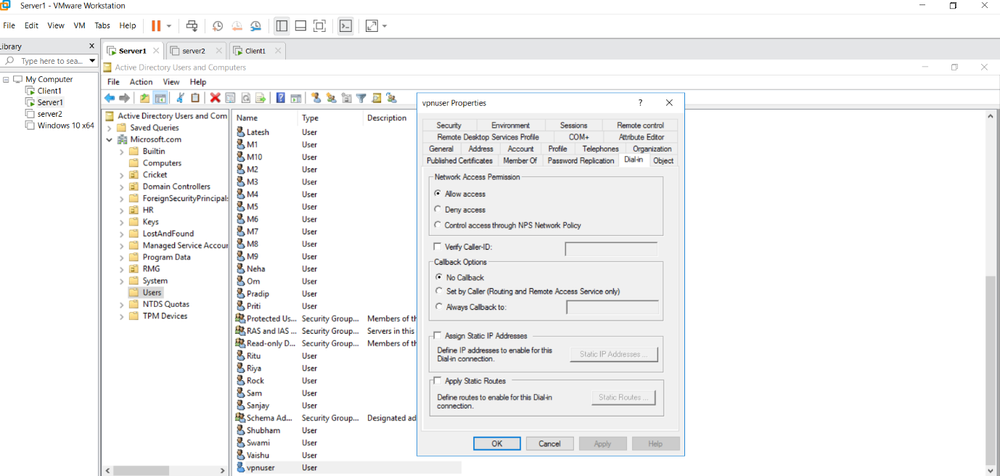 Server1 - VMware Workstation
File Edit View VM Tabs Help
Library X
Type here to sea...
My Computer
Client1
Server1
server2
Windows 10 x64
Server1 server2 Client1
Active Directory Users and Computers
File Action View Help
Active Directory Users and Com
Saved Queries
Microsoft.com
Builtin
Computers
Cricket
Domain Controllers
ForeignSecurityPrincipals
HR
Keys
LostAndFound
Managed Service Accour
Program Data
RMG
System
Users
NTDS Quotas
TPM Devices
Name Type Description
Latesh User
M1 User
M10 User
M2 User
M3 User
M4 User
M5 User
M6 User
M7 User
M8 User
M9 User
Neha User
Om User
Pradip User
Priti User
Protected Us... Security Group... Members of th
RAS and IAS ... Security Group... Servers in this
Read-only D... Security Group... Members of th
Ritu User
Riya User
Rock User
Sam User
Sanjay User
Schema Ad... Security Group... Designated ad
Shubham User
Swami User
Vaishu User
vpnuser User
vpnuser Properties ?
Security Environment Sessions Remote control
Remote Desktop Services Profile COM+ Attribute Editor
General Address Account Profile Telephones Organization
Published Certificates Member Of Password Replication Dial-in Object
Network Access Permission
Allow access
Deny access
Control access through NPS Network Policy
Verify Caller-ID:
Callback Options
No Callback
Set by Caller (Routing and Remote Access Service only)
Always Callback to:
Assign Static IP Addresses
Define IP addresses to enable for this
Dial-in connection.
Static IP Addresses ...
Apply Static Routes
Define routes to enable for this Dial-in
connection.
Static Routes ...
OK Cancel Apply Help